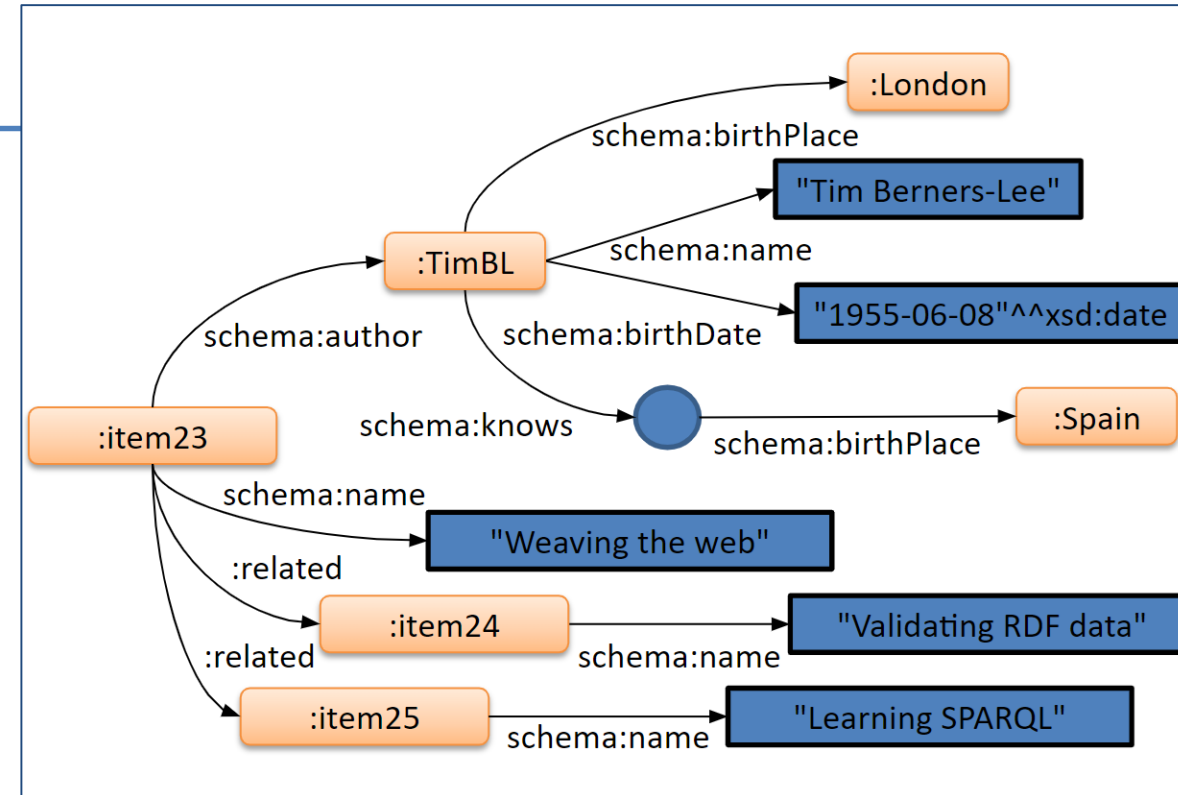 :London
schema:birthPlace
"Tim Berners-Lee"
schema:name
:TimBL
"1955-06-08"^^xsd:date
schema:author
schema:birthDate
:item23
schema:knows
:Spain
schema:birthPlace
schema:name
"Weaving the web"
:related
:item24
"Validating RDF data"
:related
schema:name
:item25
"Learning SPARQL"
schema:name